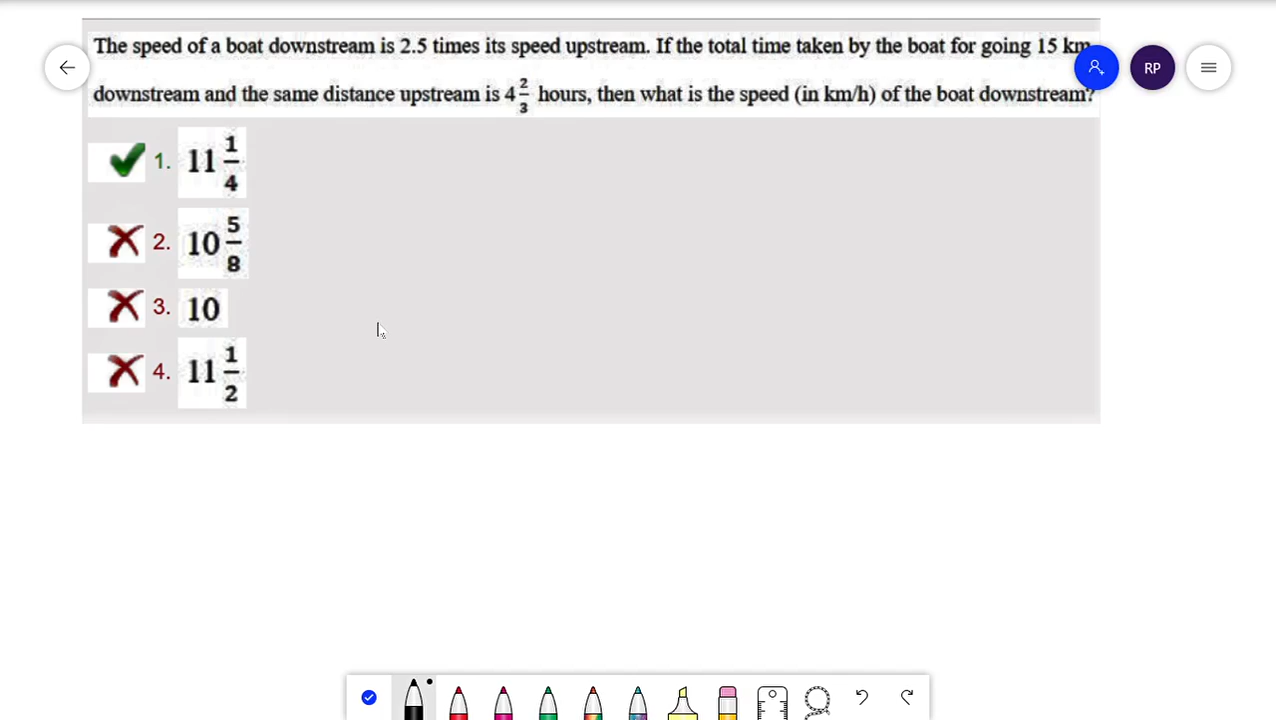 The speed of a boat downstream is 2.5 times its speed upstream. If the total time taken by the boat for going 15 km
downstream and the same distance upstream is 4 2/3 hours, then what is the speed (in km/h) of the boat downstream?
RP
1. 11 1/4
2. 10 5/8
3. 10
4. 11 1/2